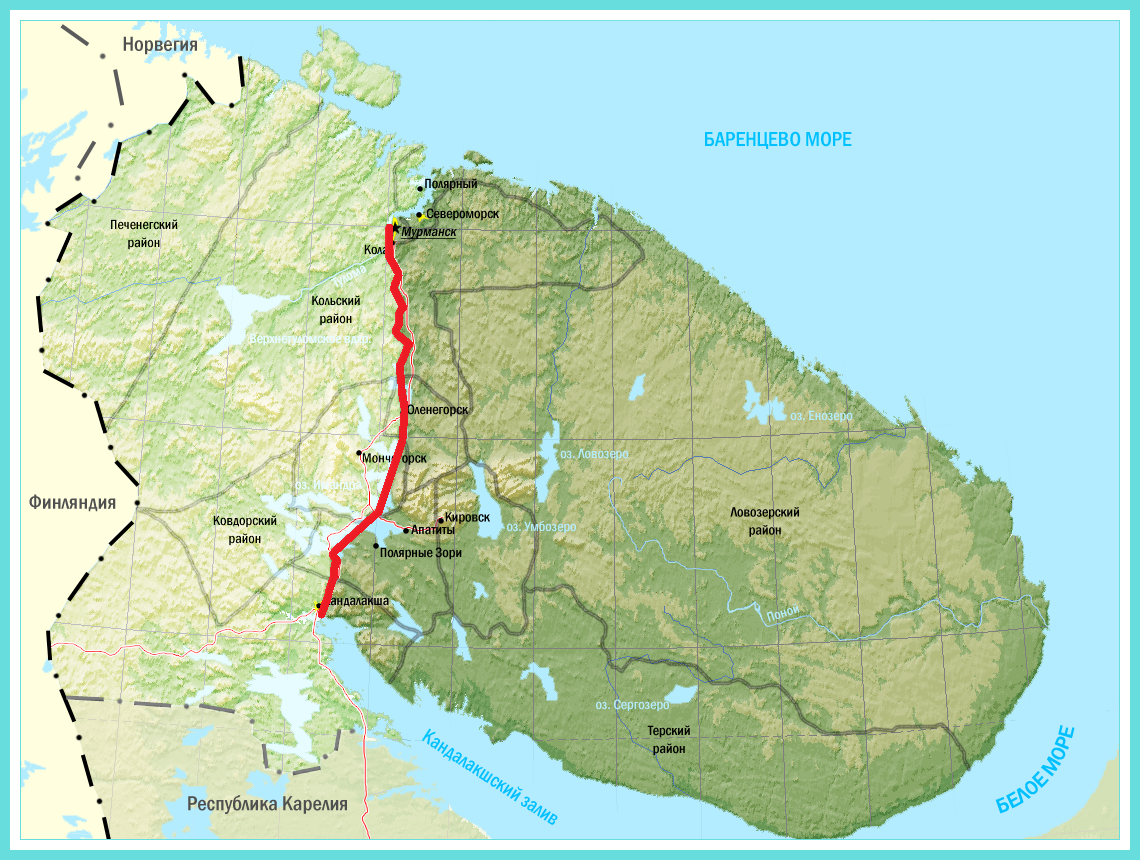 Норвегия
БАРЕНЦЕВО МОРЕ
Полярный
Североморск
Печенегский
район
Мурманск
Кола
Тулома
Кольский
район
Верхнетуломское вдхр.
Оленегорск
оз. Енозеро
Мончегорск
оз. Ловозеро
оз. Имандра
Финляндия
Ковдорский
район
Кировск
Апатиты
оз. Умбозеро
Ловозерский
район
Полярные Зори
Кандалакша
Поной
оз. Сергозеро
Терский
район
Кандалакшский залив
БЕЛОЕ МОРЕ
Республика Карелия